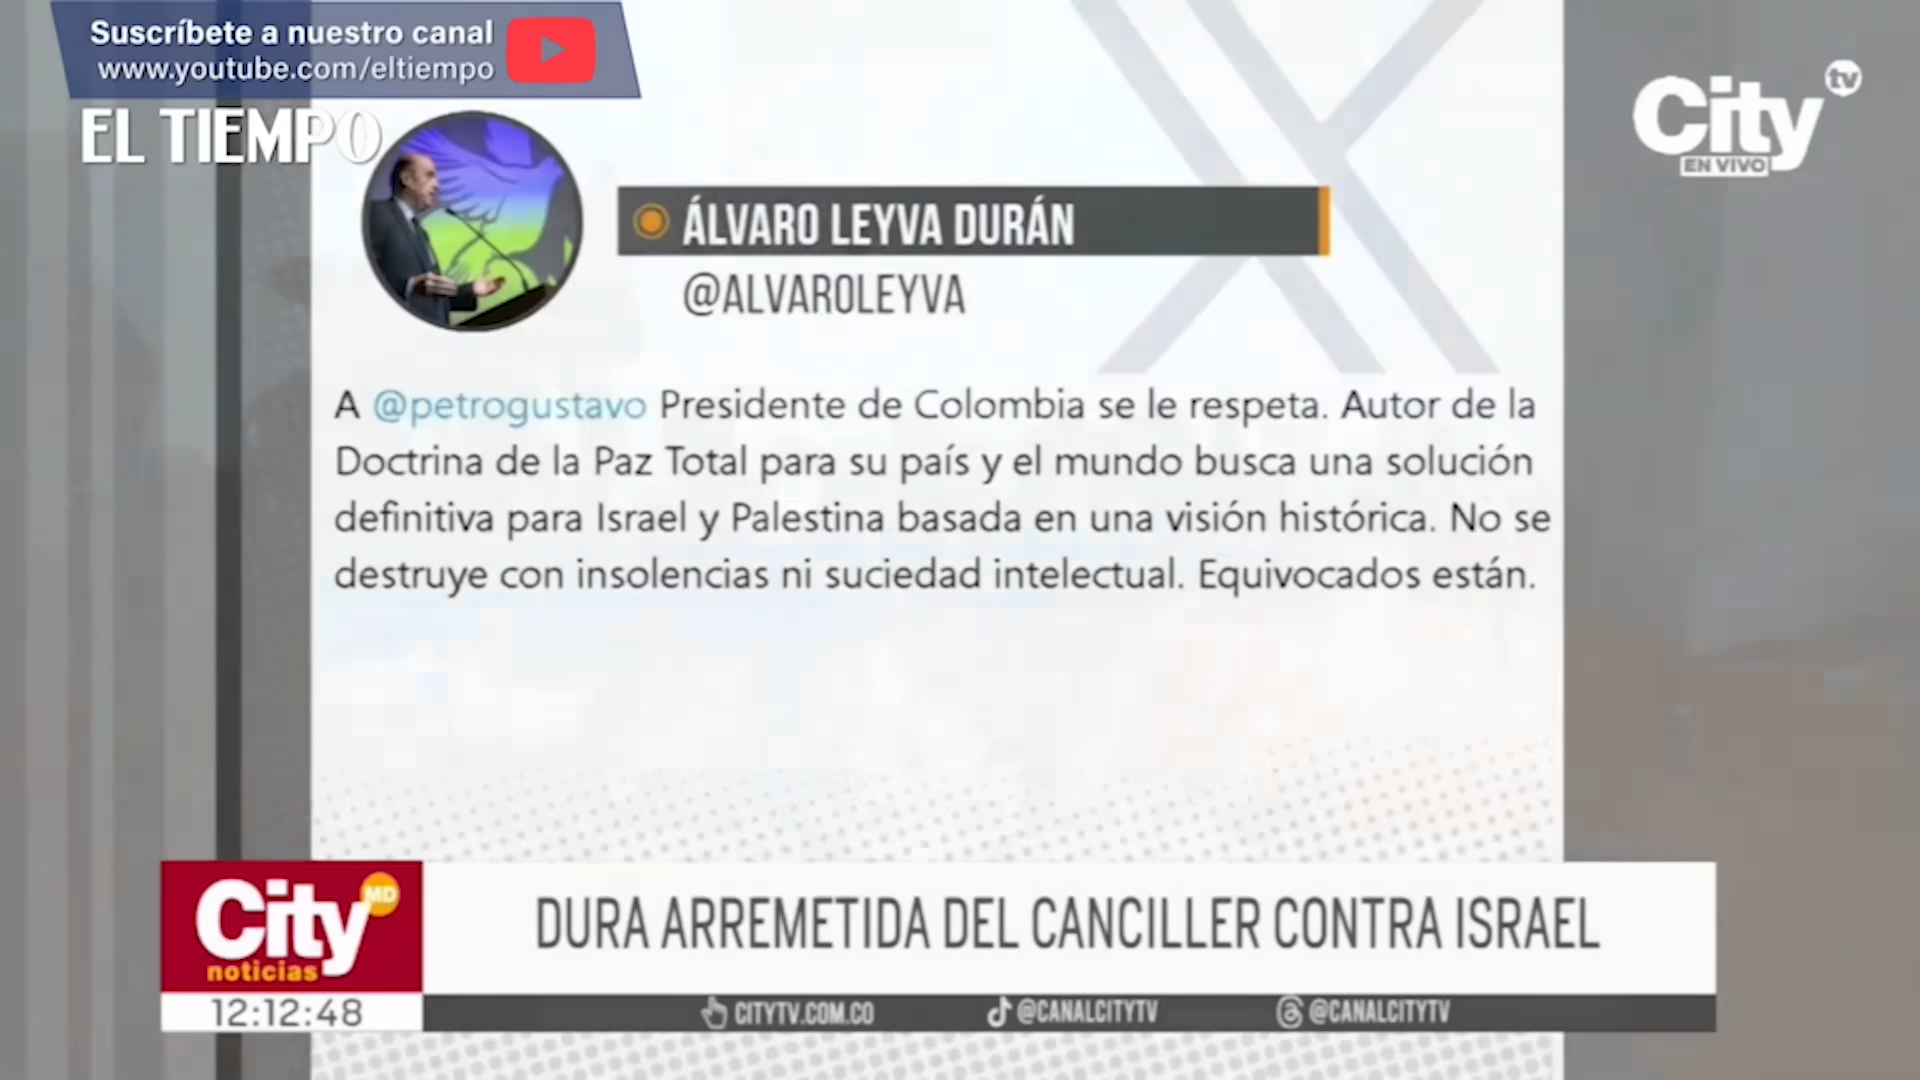 Suscríbete a nuestro canal
www.youtube.com/eltiempo
EL TIEMPO
City tv
EN VIVO
ÁLVARO LEYVA DURÁN
@ALVAROLEYVA
A @petrogustavo Presidente de Colombia se le respeta. Autor de la
Doctrina de la Paz Total para su país y el mundo busca una solución
definitiva para Israel y Palestina basada en una visión histórica. No se
destruye con insolencias ni suciedad intelectual. Equivocados están.
City MD
noticias
DURA ARREMETIDA DEL CANCILLER CONTRA ISRAEL
12:12:48
CITYTV.COM.CO
@CANALCITYTV
@CANALCITYTV